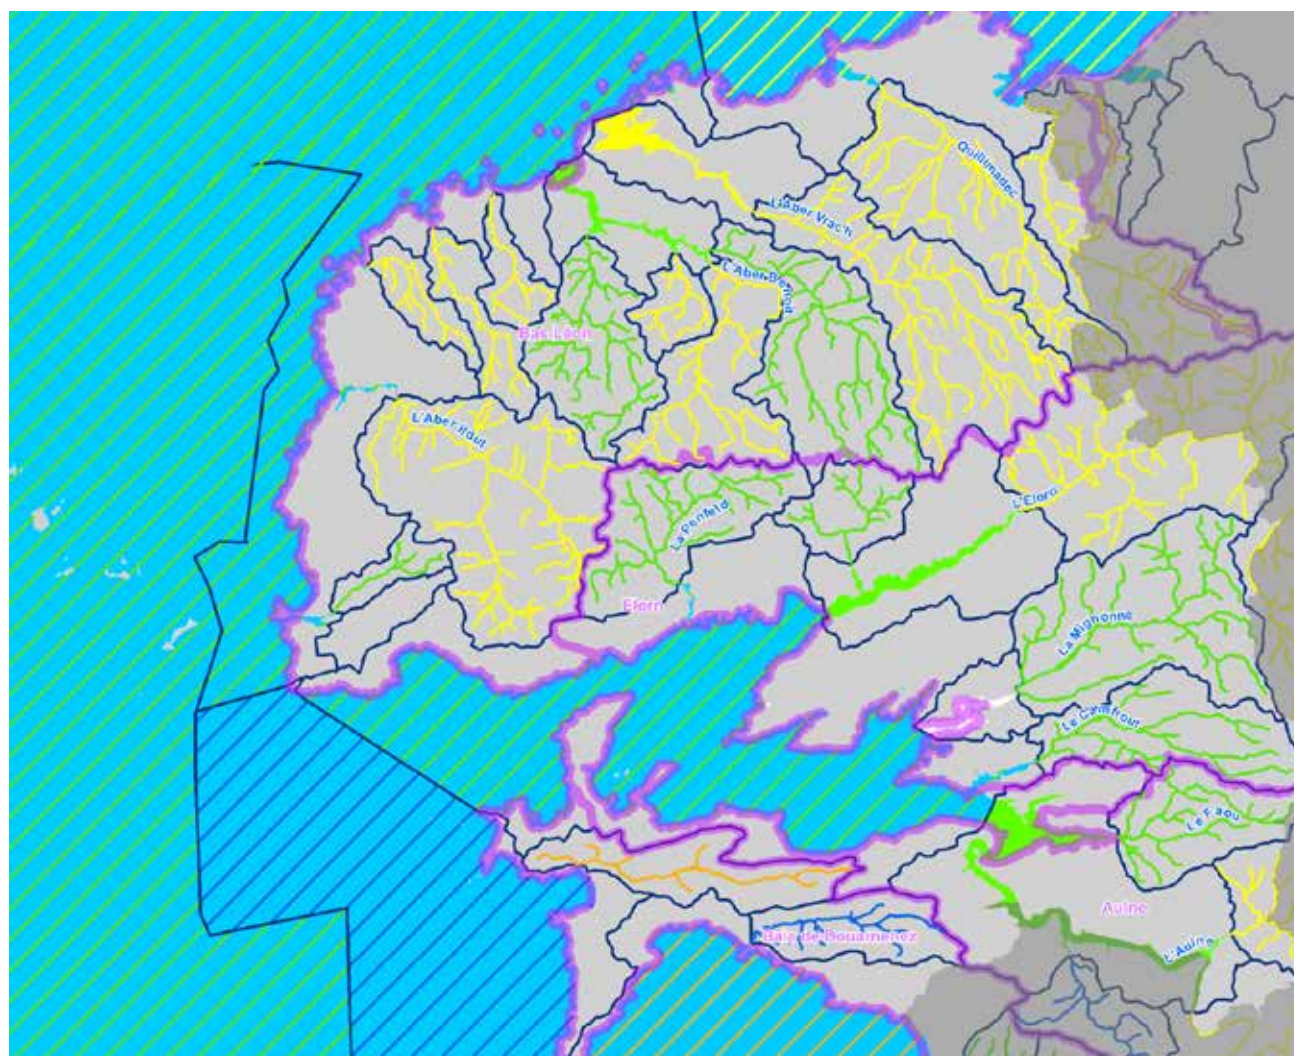 Quillimadec
L'Aber Vrac'h
L'Aber Benoit
Bas Léon
L'Aber Ildut
L'Elorn
La Penfeld
Elorn
La Mignonne
Le Camfrout
Le Faou
Aulne
Baie de Douarnenez
L'Aulne